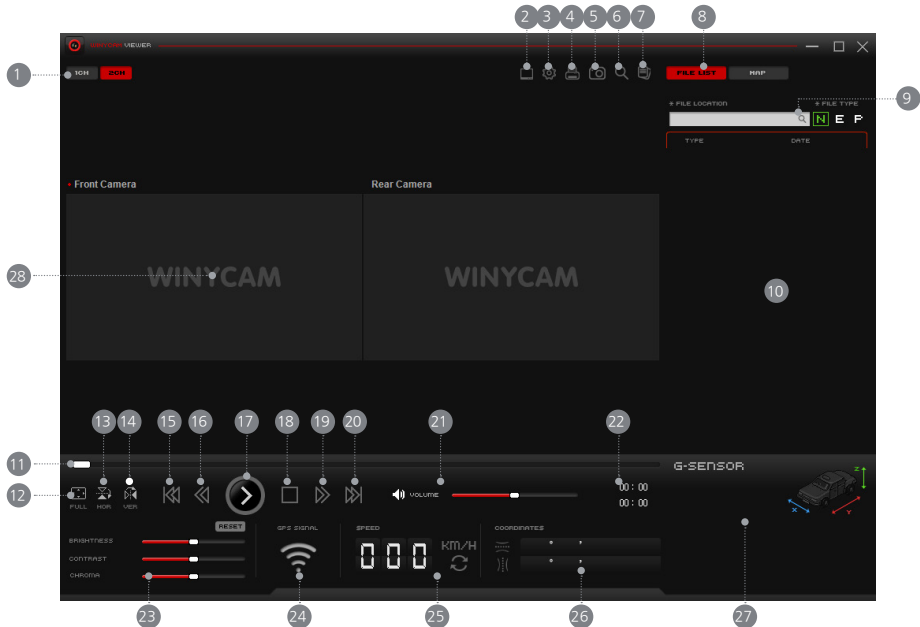 2 3 4 5 6 7 8
VIEWER
1 1CH 2CH FILE LIST MAP
+ FILE LOCATION + FILE TYPE 9
N E P
TYPE DATE
Front Camera Rear Camera
28 WINYCAM WINYCAM 10
13 14 15 16 17 18 19 20 21 22
11 G-SENSOR
Z
12 FULL HOR VER VOLUME 00:00
00:00
X Y
RESET GPS SIGNAL SPEED COORDINATES
BRIGHTNESS
CONTRAST 000 KM/H
CHROMA
23 24 25 26 27